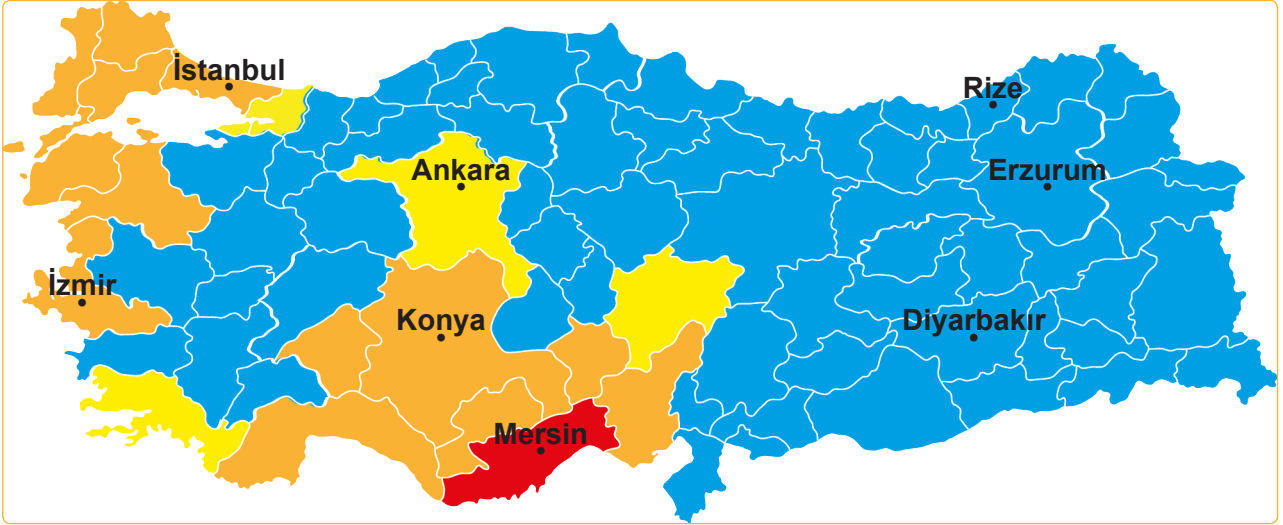 İstanbul
Rize
Ankara
Erzurum
İzmir
Konya
Diyarbakır
Mersin